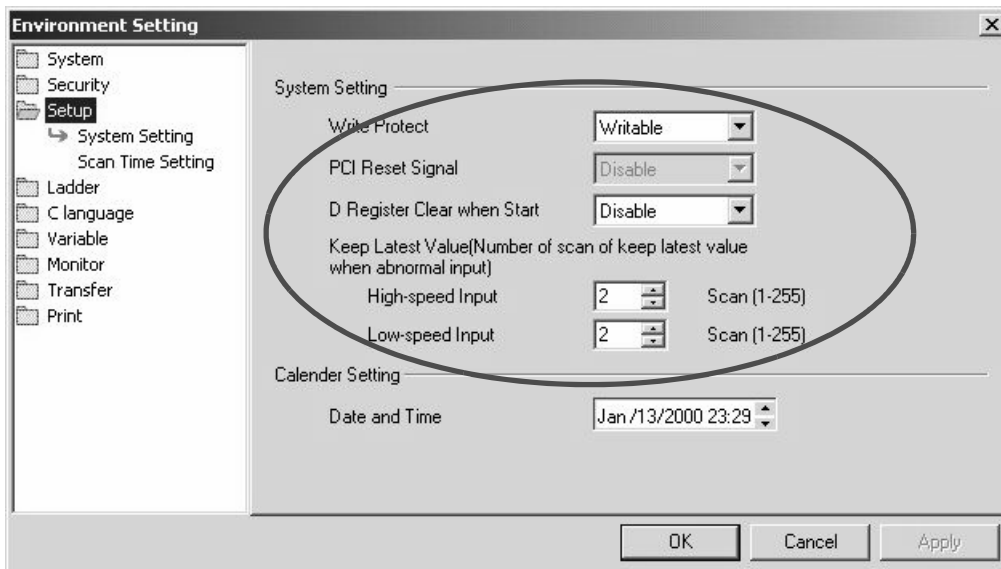 Environment Setting
System
Security
Setup
System Setting
Scan Time Setting
Ladder
C language
Variable
Monitor
Transfer
Print
System Setting
Write Protect
Writable
PCI Reset Signal
Disable
D Register Clear when Start
Disable
Keep Latest Value(Number of scan of keep latest value
when abnormal input)
High-speed Input
2
Scan (1-255)
Low-speed Input
2
Scan (1-255)
Calender Setting
Date and Time
Jan /13/2000 23:29
OK
Cancel
Apply